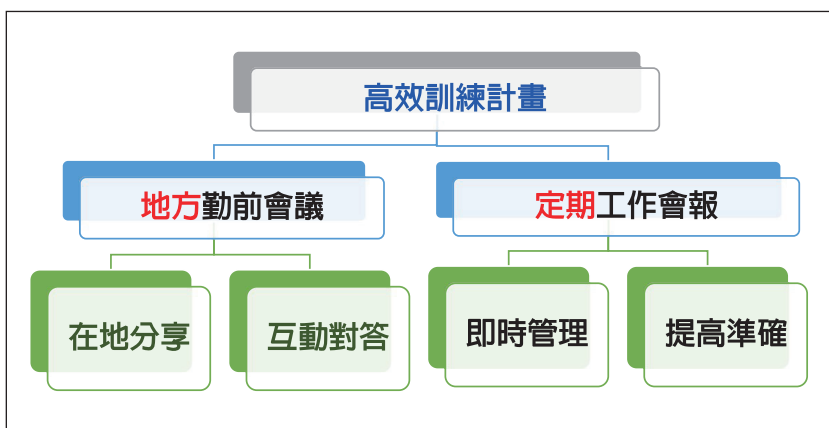 高效訓練計畫
地方勤前會議
定期工作會報
在地分享
互動對答
即時管理
提高準確